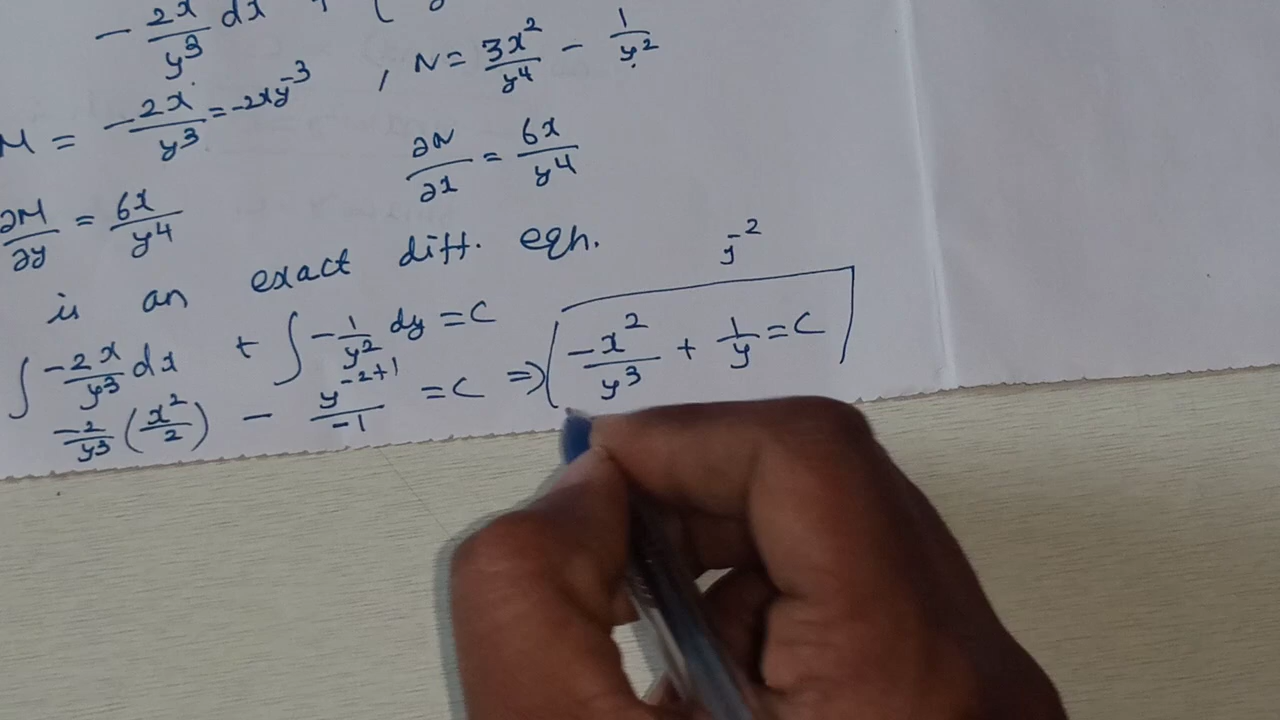 - 2x/y³ dx + (
M = -2x/y³ = -2xy⁻³ , N = 3x²/y⁴ - 1/y²
∂M/∂y = 6x/y⁴ ∂N/∂x = 6x/y⁴
is an exact diff. eqn. y⁻²
∫ -2x/y³ dx + ∫ -1/y² dy = C
-2/y³ (x²/2) - y⁻²⁺¹/-1 = C ⇒ -x²/y³ + 1/y = C